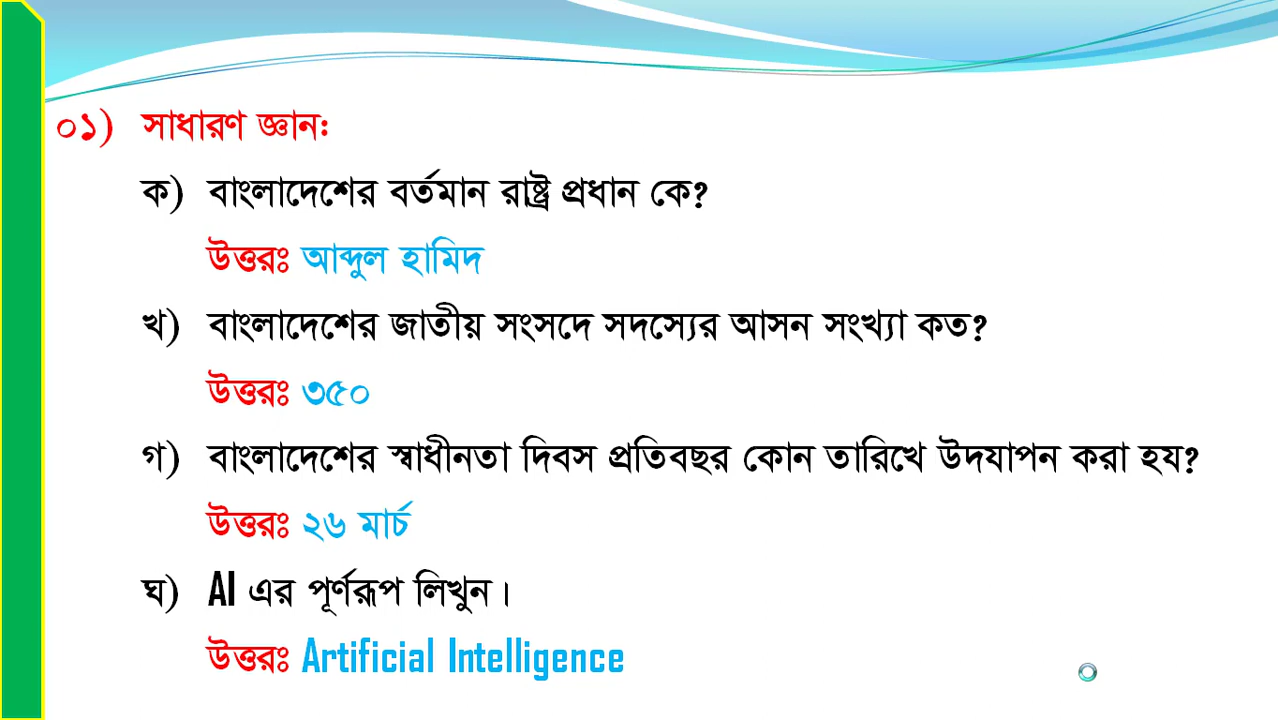 ০১) সাধারণ জ্ঞান:
ক) বাংলাদেশের বর্তমান রাষ্ট্র প্রধান কে?
উত্তরঃ আব্দুল হামিদ
খ) বাংলাদেশের জাতীয় সংসদে সদস্যের আসন সংখ্যা কত?
উত্তরঃ ৩৫০
গ) বাংলাদেশের স্বাধীনতা দিবস প্রতিবছর কোন তারিখে উদযাপন করা হয?
উত্তরঃ ২৬ মার্চ
ঘ) AI এর পূর্ণরূপ লিখুন।
উত্তরঃ Artificial Intelligence